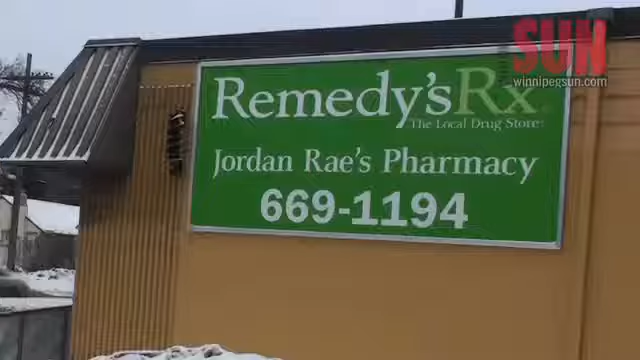 SUN
winnipegsun.com
Remedy'sRx
The Local Drug Store
Jordan Rae's Pharmacy
669-1194